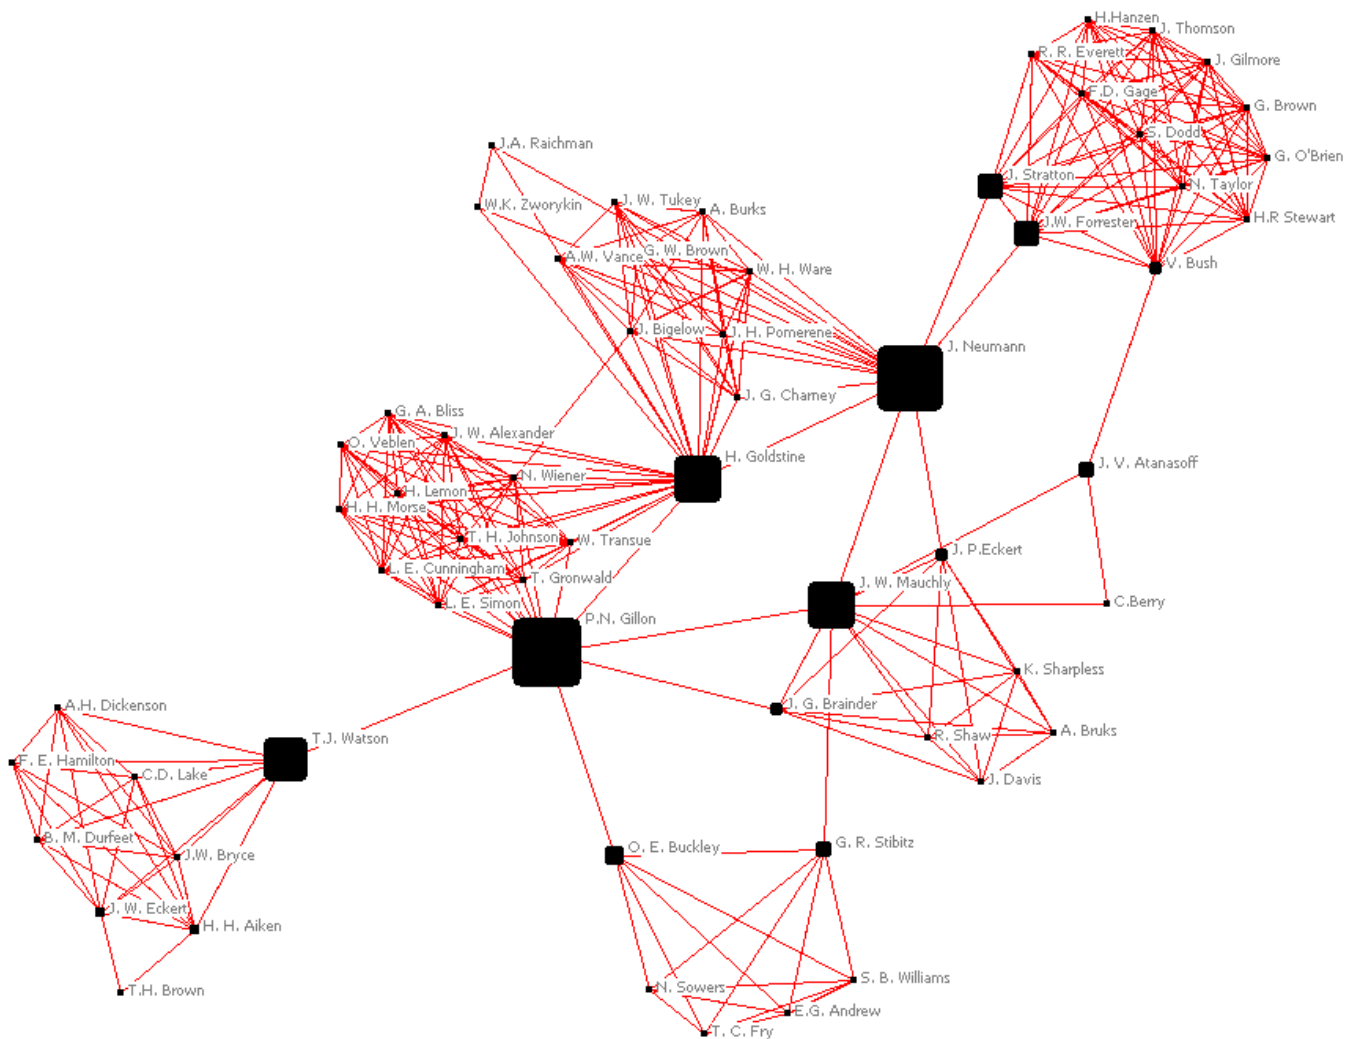 H.Hanzen
J. Thomson
R. R. Everett
J. Gilmore
F.D. Gage
G. Brown
S. Dodd
J.A. Raichman
G. O'Brien
J. Stratton
N. Taylor
J. W. Tukey
W.K. Zworykin
A. Burks
H.R Stewart
J.W. Forrester
G. W. Brown
A.W. Vance
V. Bush
W. H. Ware
J. Bigelow
J. H. Pomerene
J. Neumann
J. G. Charney
G. A. Bliss
J. W. Alexander
O. Veblen
H. Goldstine
J. V. Atanasoff
N. Wiener
H. Lemon
H. H. Morse
T. H. Johnson
W. Transue
J. P.Eckert
L. E. Cunningham
T. Gronwald
J. W. Mauchly
L. E. Simon
C.Berry
P.N. Gillon
K. Sharpless
A.H. Dickenson
J. G. Brainder
A. Bruks
T.J. Watson
R. Shaw
F. E. Hamilton
C.D. Lake
J. Davis
B. M. Durfeet
G. R. Stibitz
O. E. Buckley
J.W. Bryce
J. W. Eckert
H. H. Aiken
S. B. Williams
N. Sowers
T.H. Brown
E.G. Andrew
T. C. Fry